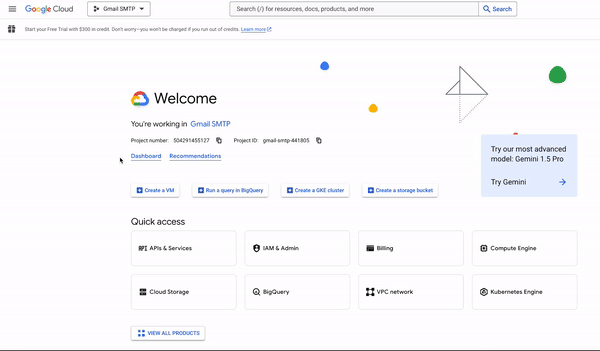 Google Cloud
Gmail SMTP
Search (/) for resources, docs, products, and more
Search
Start your Free Trial with $300 in credit. Don't worry—you won't be charged if you run out of credits. Learn more
Welcome
You're working in Gmail SMTP
Project number: 504291455127
Project ID: gmail-smtp-441805
Dashboard
Recommendations
Try our most advanced
model: Gemini 1.5 Pro
Try Gemini
Create a VM
Run a query in BigQuery
Create a GKE cluster
Create a storage bucket
Quick access
API APIs & Services
IAM & Admin
Billing
Compute Engine
Cloud Storage
BigQuery
VPC network
Kubernetes Engine
VIEW ALL PRODUCTS